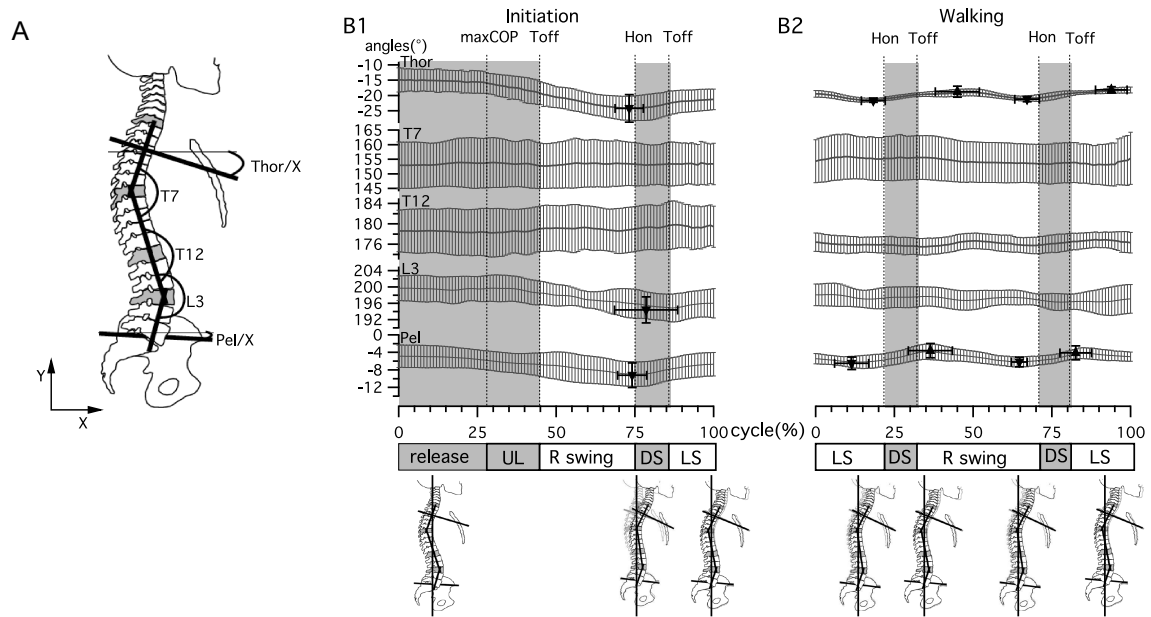 A
Thor/X
T7
T12
L3
Pel/X
Y
X
B1
Initiation
maxCOP Toff Hon Toff
angles(°)
Thor
-10
-15
-20
-25
T7
165
160
155
150
145
T12
184
180
176
L3
204
200
196
192
Pel
0
-4
-8
-12
0 25 50 75 100 cycle(%)
release UL R swing DS LS
B2
Walking
Hon Toff Hon Toff
0 25 50 75 100
LS DS R swing DS LS